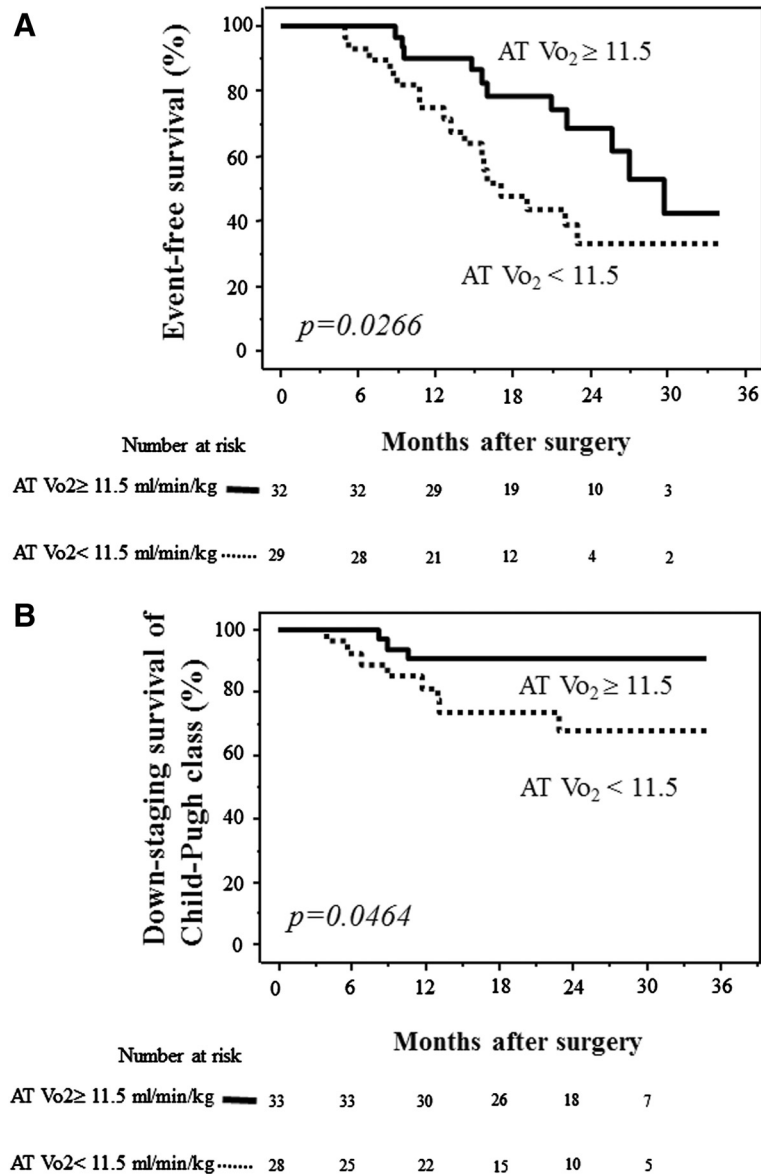 A
Event-free survival (%)
100
80
60
40
20
0
AT Vo2 ≥ 11.5
AT Vo2 < 11.5
p=0.0266
0 6 12 18 24 30 36
Months after surgery
Number at risk
AT Vo2≥ 11.5 ml/min/kg 32 32 29 19 10 3
AT Vo2< 11.5 ml/min/kg 29 28 21 12 4 2
B
Down-staging survival of
Child-Pugh class (%)
100
80
60
40
20
0
AT Vo2 ≥ 11.5
AT Vo2 < 11.5
p=0.0464
0 6 12 18 24 30 36
Months after surgery
Number at risk
AT Vo2≥ 11.5 ml/min/kg 33 33 30 26 18 7
AT Vo2< 11.5 ml/min/kg 28 25 22 15 10 5